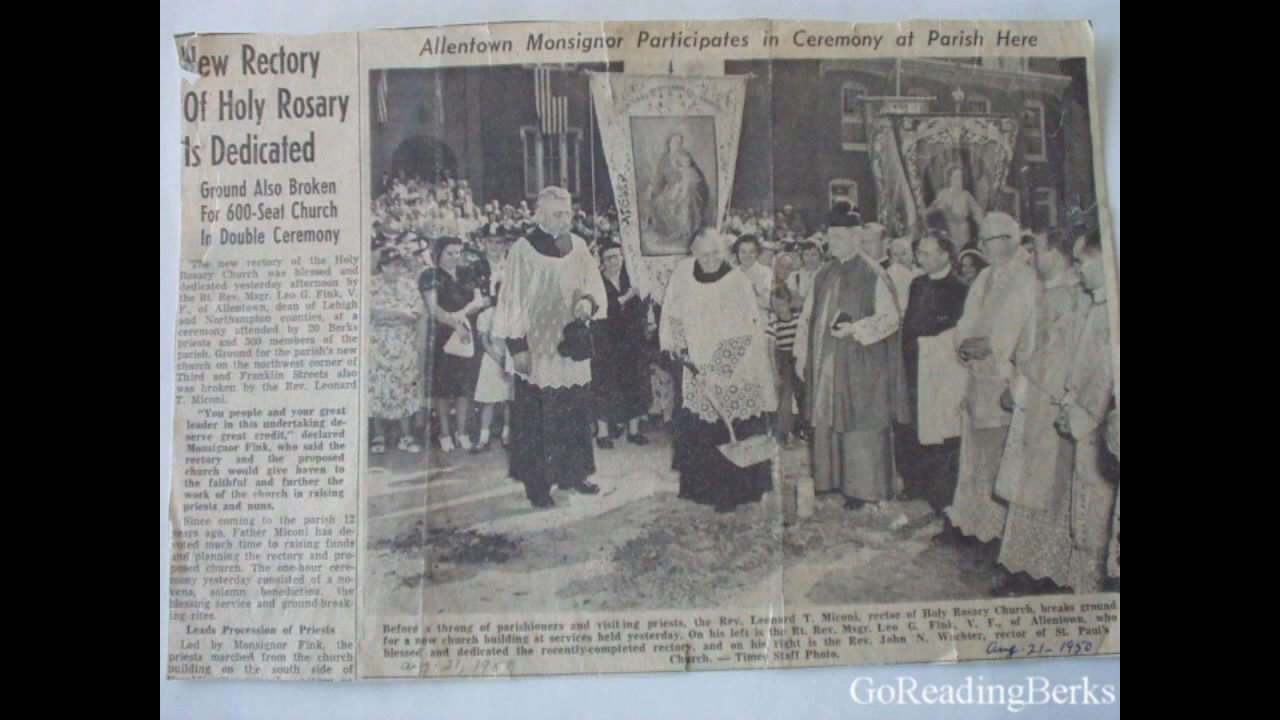 Allentown Monsignor Participates in Ceremony at Parish Here
New Rectory
Of Holy Rosary
Is Dedicated
Ground Also Broken
For 600-Seat Church
In Double Ceremony
The new rectory of the Holy
Rosary Church was blessed and
dedicated yesterday afternoon by
the Rt. Rev. Msgr. Leo G. Fink, V.
F., of Allentown, dean of Lehigh
and Northampton counties, at a
ceremony attended by 20 Berks
priests and 500 members of the
parish. Ground for the parish's new
church on the northwest corner of
Third and Franklin Streets also
was broken by the Rev. Leonard
T. Miconi.
"You people and your great
leader in this undertaking de-
serve great credit," declared
Monsignor Fink, who said the
rectory and the proposed
church would give haven to
the faithful and further the
work of the church in raising
priests and nuns.
Since coming to the parish 12
years ago, Father Miconi has de-
voted much time to raising funds
and planning the rectory and pro-
posed church. The one-hour cere-
mony yesterday consisted of a no-
vena, solemn benediction, the
blessing service and ground-break-
ing rites.
Leads Procession of Priests
Led by Monsignor Fink, the
priests marched from the church
building on the south side of
Before a throng of parishioners and visiting priests, the Rev. Leonard T. Miconi, rector of Holy Rosary Church, breaks ground
for a new church building at services held yesterday. On his left is the Rt. Rev. Msgr. Leo G. Fink, V. F., of Allentown, who
blessed and dedicated the recently-completed rectory, and on his right is the Rev. John N. Wachter, rector of St. Paul's
Church. — Times Staff Photo.
Aug. 21, 1950
Aug. 21 - 1950
GoReadingBerks